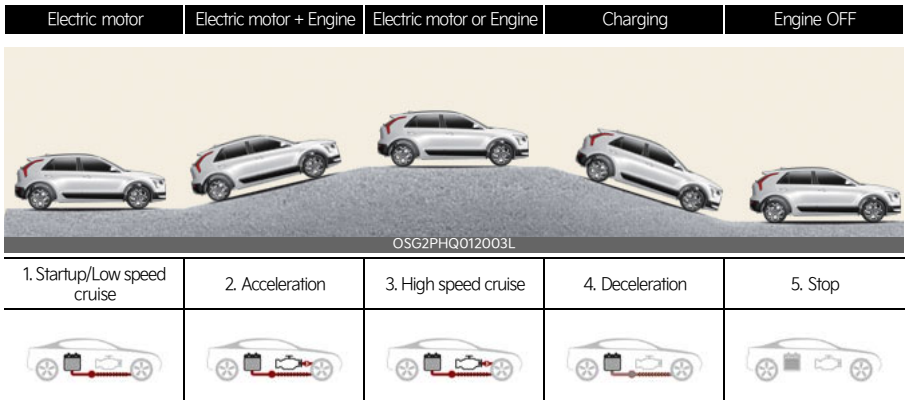 Electric motor
Electric motor + Engine
Electric motor or Engine
Charging
Engine OFF
OSG2PHQ012003L
1. Startup/Low speed
cruise
2. Acceleration
3. High speed cruise
4. Deceleration
5. Stop